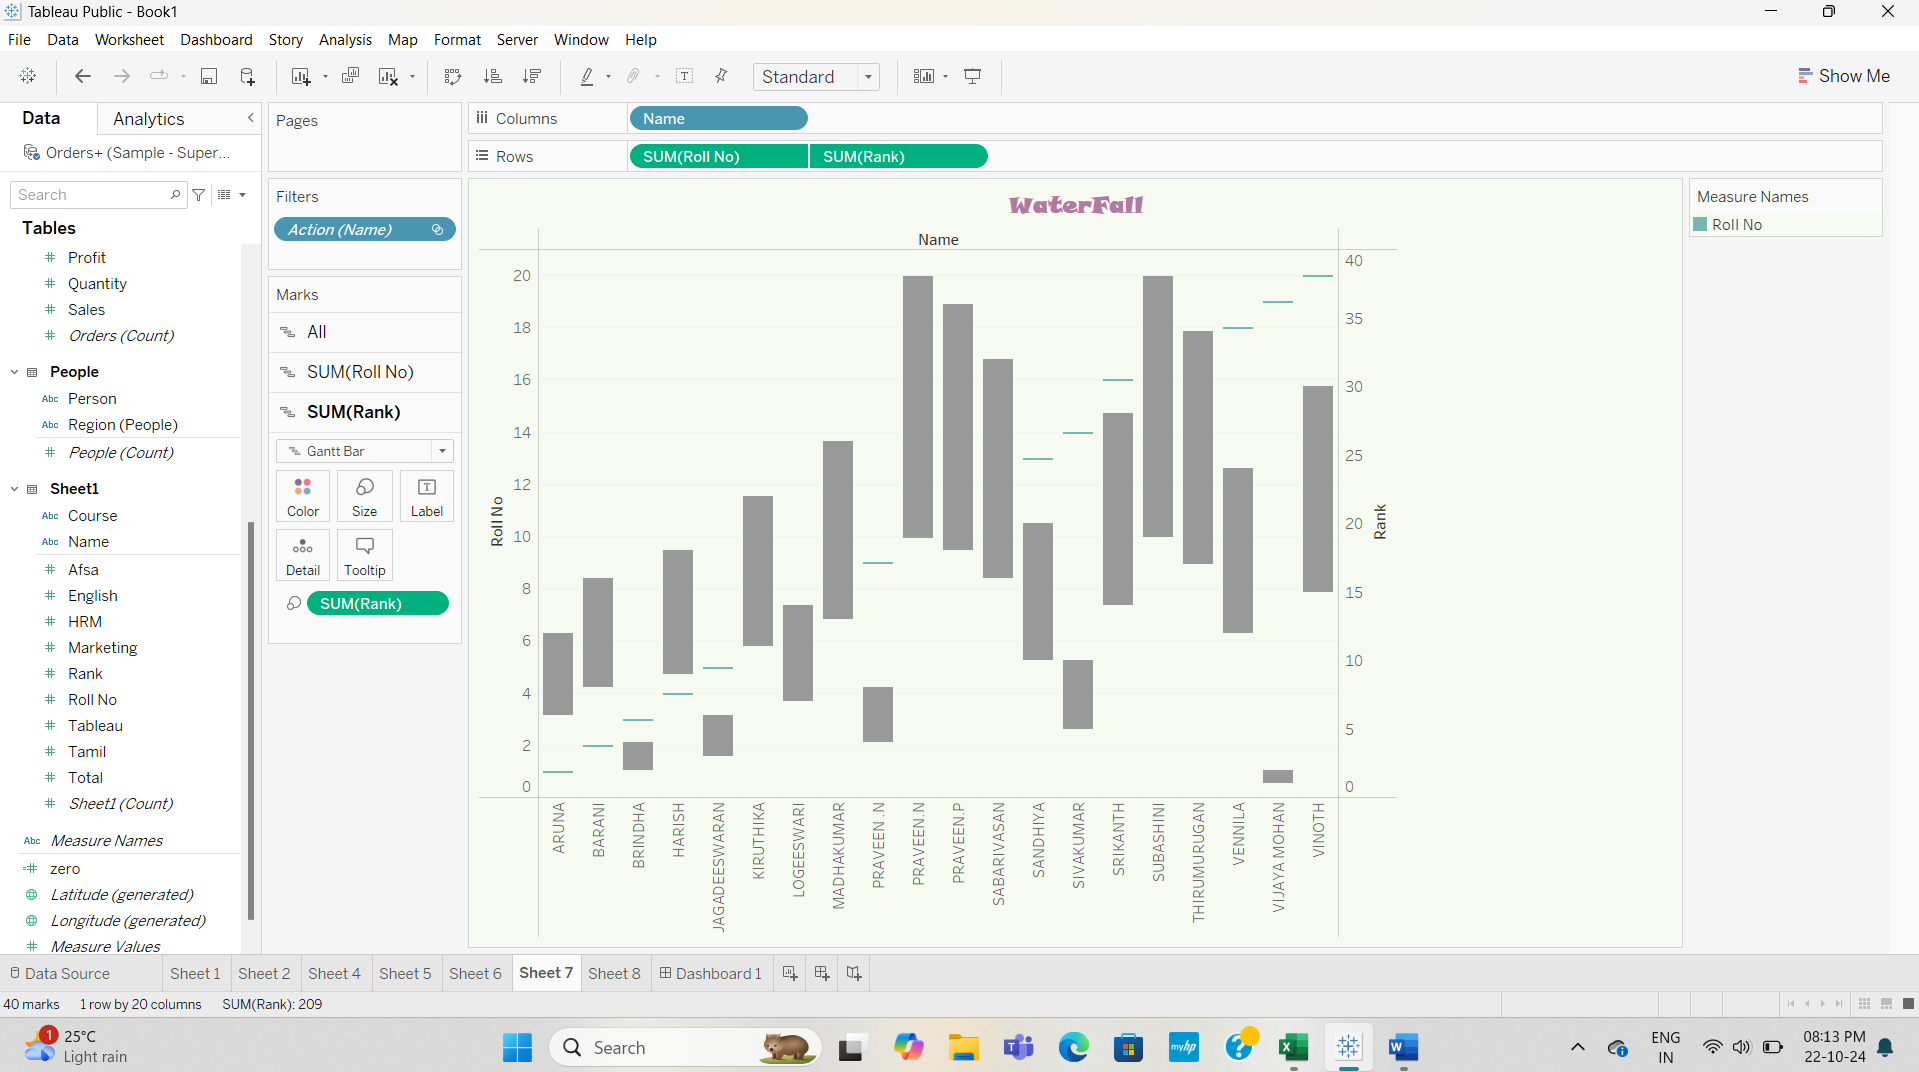 Tableau Public - Book1
File Data Worksheet Dashboard Story Analysis Map Format Server Window Help
Standard
Show Me
Data Analytics
Orders+ (Sample - Super...
Search
Tables
Profit
Quantity
Sales
Orders (Count)
People
Abc Person
Abc Region (People)
People (Count)
Sheet1
Abc Course
Abc Name
Afsa
English
HRM
Marketing
Rank
Roll No
Tableau
Tamil
Total
Sheet1 (Count)
Abc Measure Names
zero
Latitude (generated)
Longitude (generated)
Measure Values
Pages
Filters
Action (Name)
Marks
All
SUM(Roll No)
SUM(Rank)
Gantt Bar
Color Size Label
Detail Tooltip
SUM(Rank)
Columns Name
Rows SUM(Roll No) SUM(Rank)
WaterFall
Name
Roll No
20
18
16
14
12
10
8
6
4
2
0
40
35
30
25
20
15
10
5
0
Rank
ARUNA
BARANI
BRINDHA
HARISH
JAGADEESWARAN
KIRUTHIKA
LOGEESWARI
MADHAKUMAR
PRAVEEN .N
PRAVEEN.N
PRAVEEN.P
SABARIVASAN
SANDHIYA
SIVAKUMAR
SRIKANTH
SUBASHINI
THIRUMURUGAN
VENNILA
VIJAYA MOHAN
VINOTH
Measure Names
Roll No
Data Source Sheet 1 Sheet 2 Sheet 4 Sheet 5 Sheet 6 Sheet 7 Sheet 8 Dashboard 1
40 marks 1 row by 20 columns SUM(Rank): 209
1
25°C
Light rain
Search
ENG
IN
08:13 PM
22-10-24